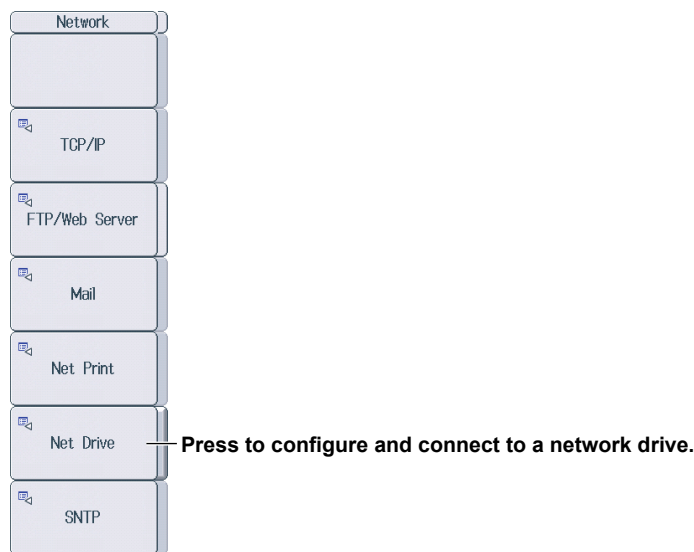 Network
TCP/IP
FTP/Web Server
Mail
Net Print
Net Drive
Press to configure and connect to a network drive.
SNTP